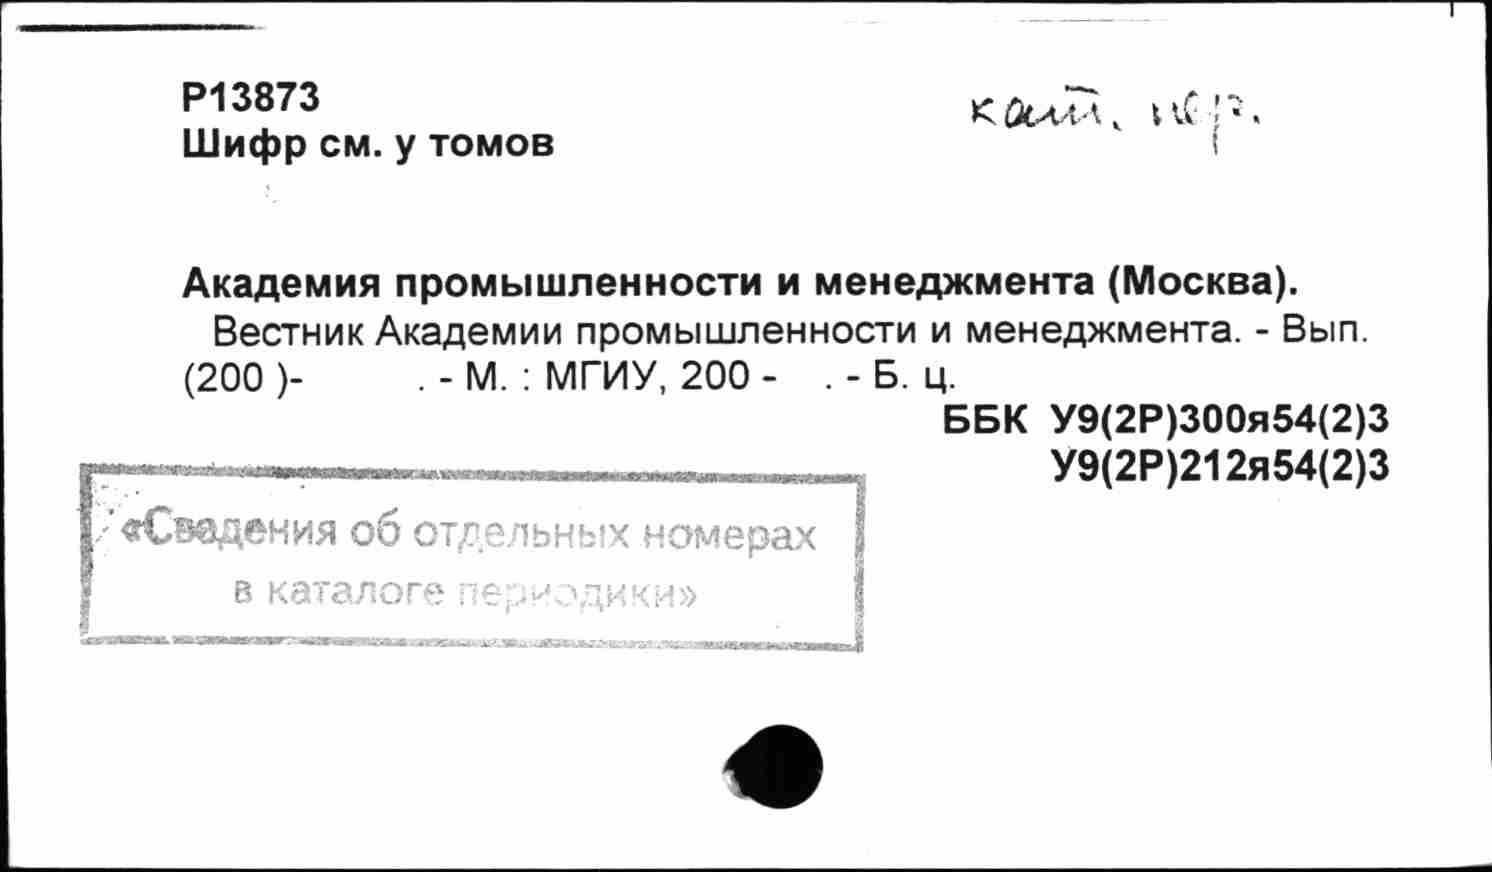 Р13873
кат. пер.
Шифр см. у томов
Академия промышленности и менеджмента (Москва).
Вестник Академии промышленности и менеджмента. - Вып.
(200 )- . - М. : МГИУ, 200 - . - Б. ц.
ББК У9(2Р)300я54(2)3
У9(2Р)212я54(2)3
«Сведения об отдельных номерах
в каталоге периодики»